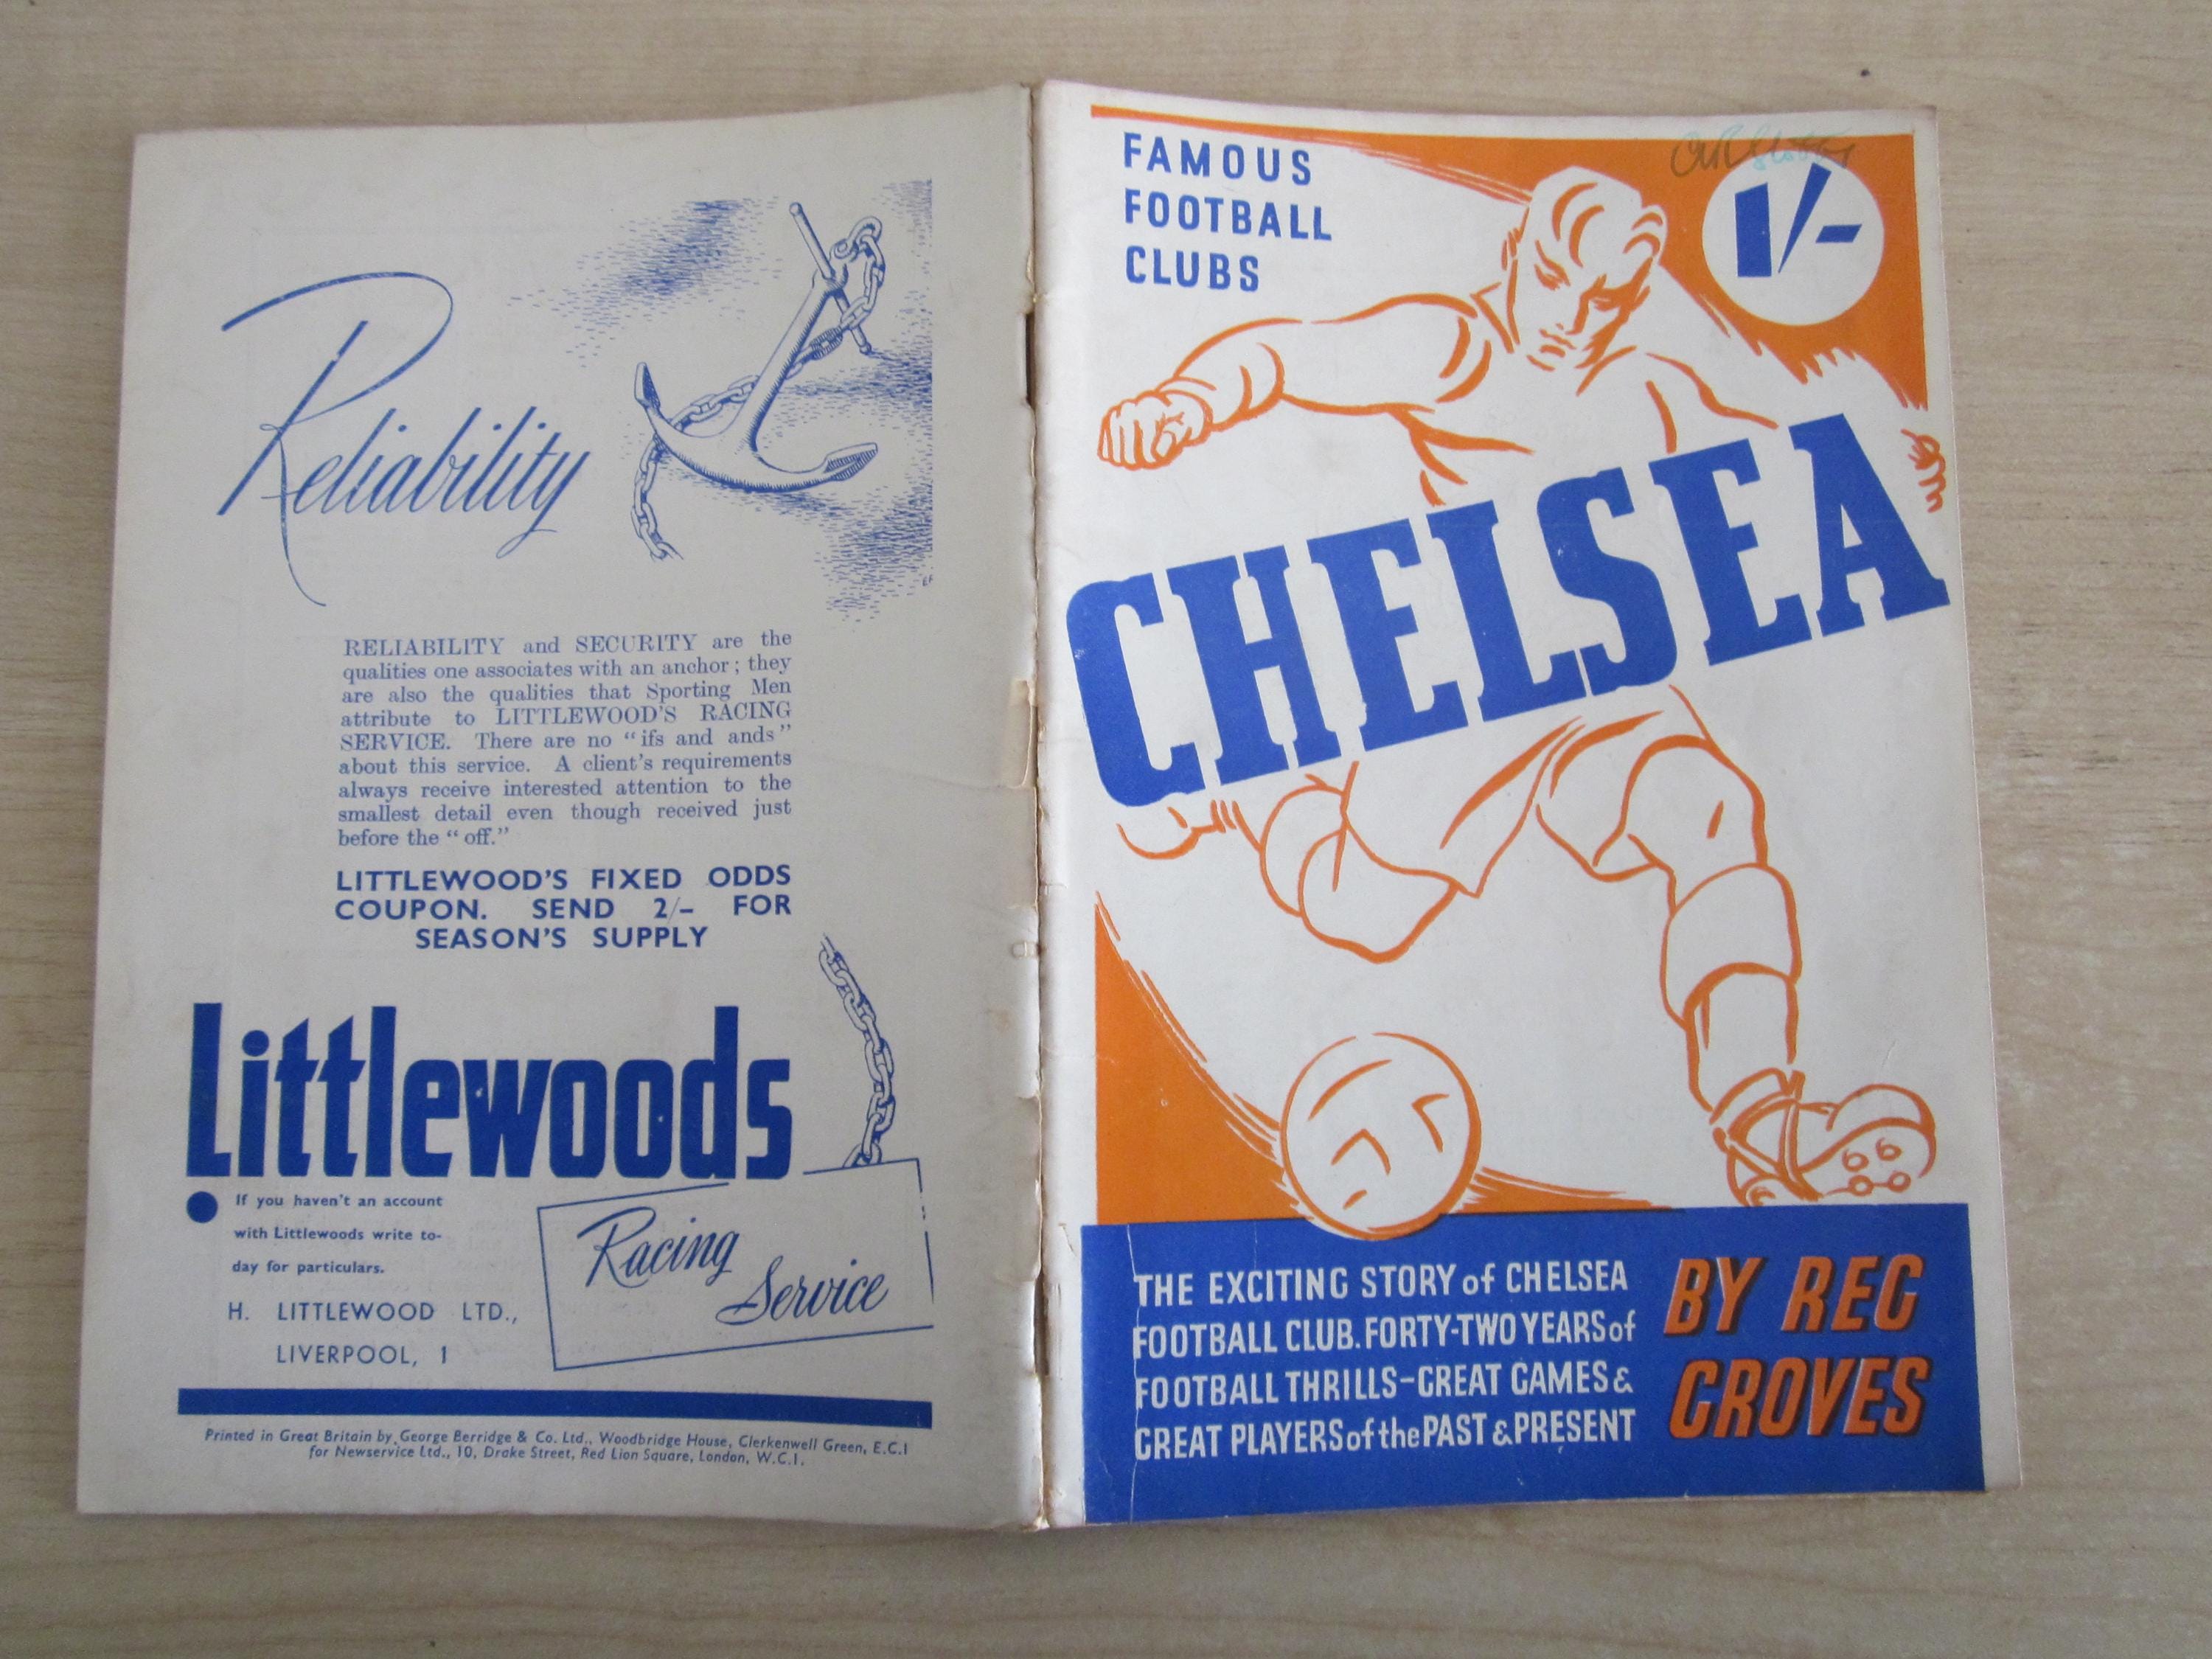 Reliability
RELIABILITY and SECURITY are the
qualities one associates with an anchor; they
are also the qualities that Sporting Men
attribute to LITTLEWOOD'S RACING
SERVICE. There are no "ifs and ands"
about this service. A client's requirements
always receive interested attention to the
smallest detail even though received just
before the "off."
LITTLEWOOD'S FIXED ODDS
COUPON. SEND 2/- FOR
SEASON'S SUPPLY
Littlewoods
If you haven't an account
with Littlewoods write to-
day for particulars.
H. LITTLEWOOD LTD.,
LIVERPOOL, 1
Racing
Service
Printed in Great Britain by George Berridge & Co. Ltd., Woodbridge House, Clerkenwell Green, E.C.1
for Newservice Ltd., 10, Drake Street, Red Lion Square, London, W.C.1.
FAMOUS
FOOTBALL
CLUBS
1/-
CHELSEA
THE EXCITING STORY of CHELSEA
FOOTBALL CLUB. FORTY-TWO YEARS of
FOOTBALL THRILLS-GREAT GAMES &
GREAT PLAYERS of the PAST & PRESENT
BY REG
GROVES